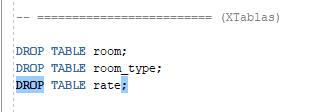 -- ========================= (XTablas)
DROP TABLE room;
DROP TABLE room_type;
DROP TABLE rate;